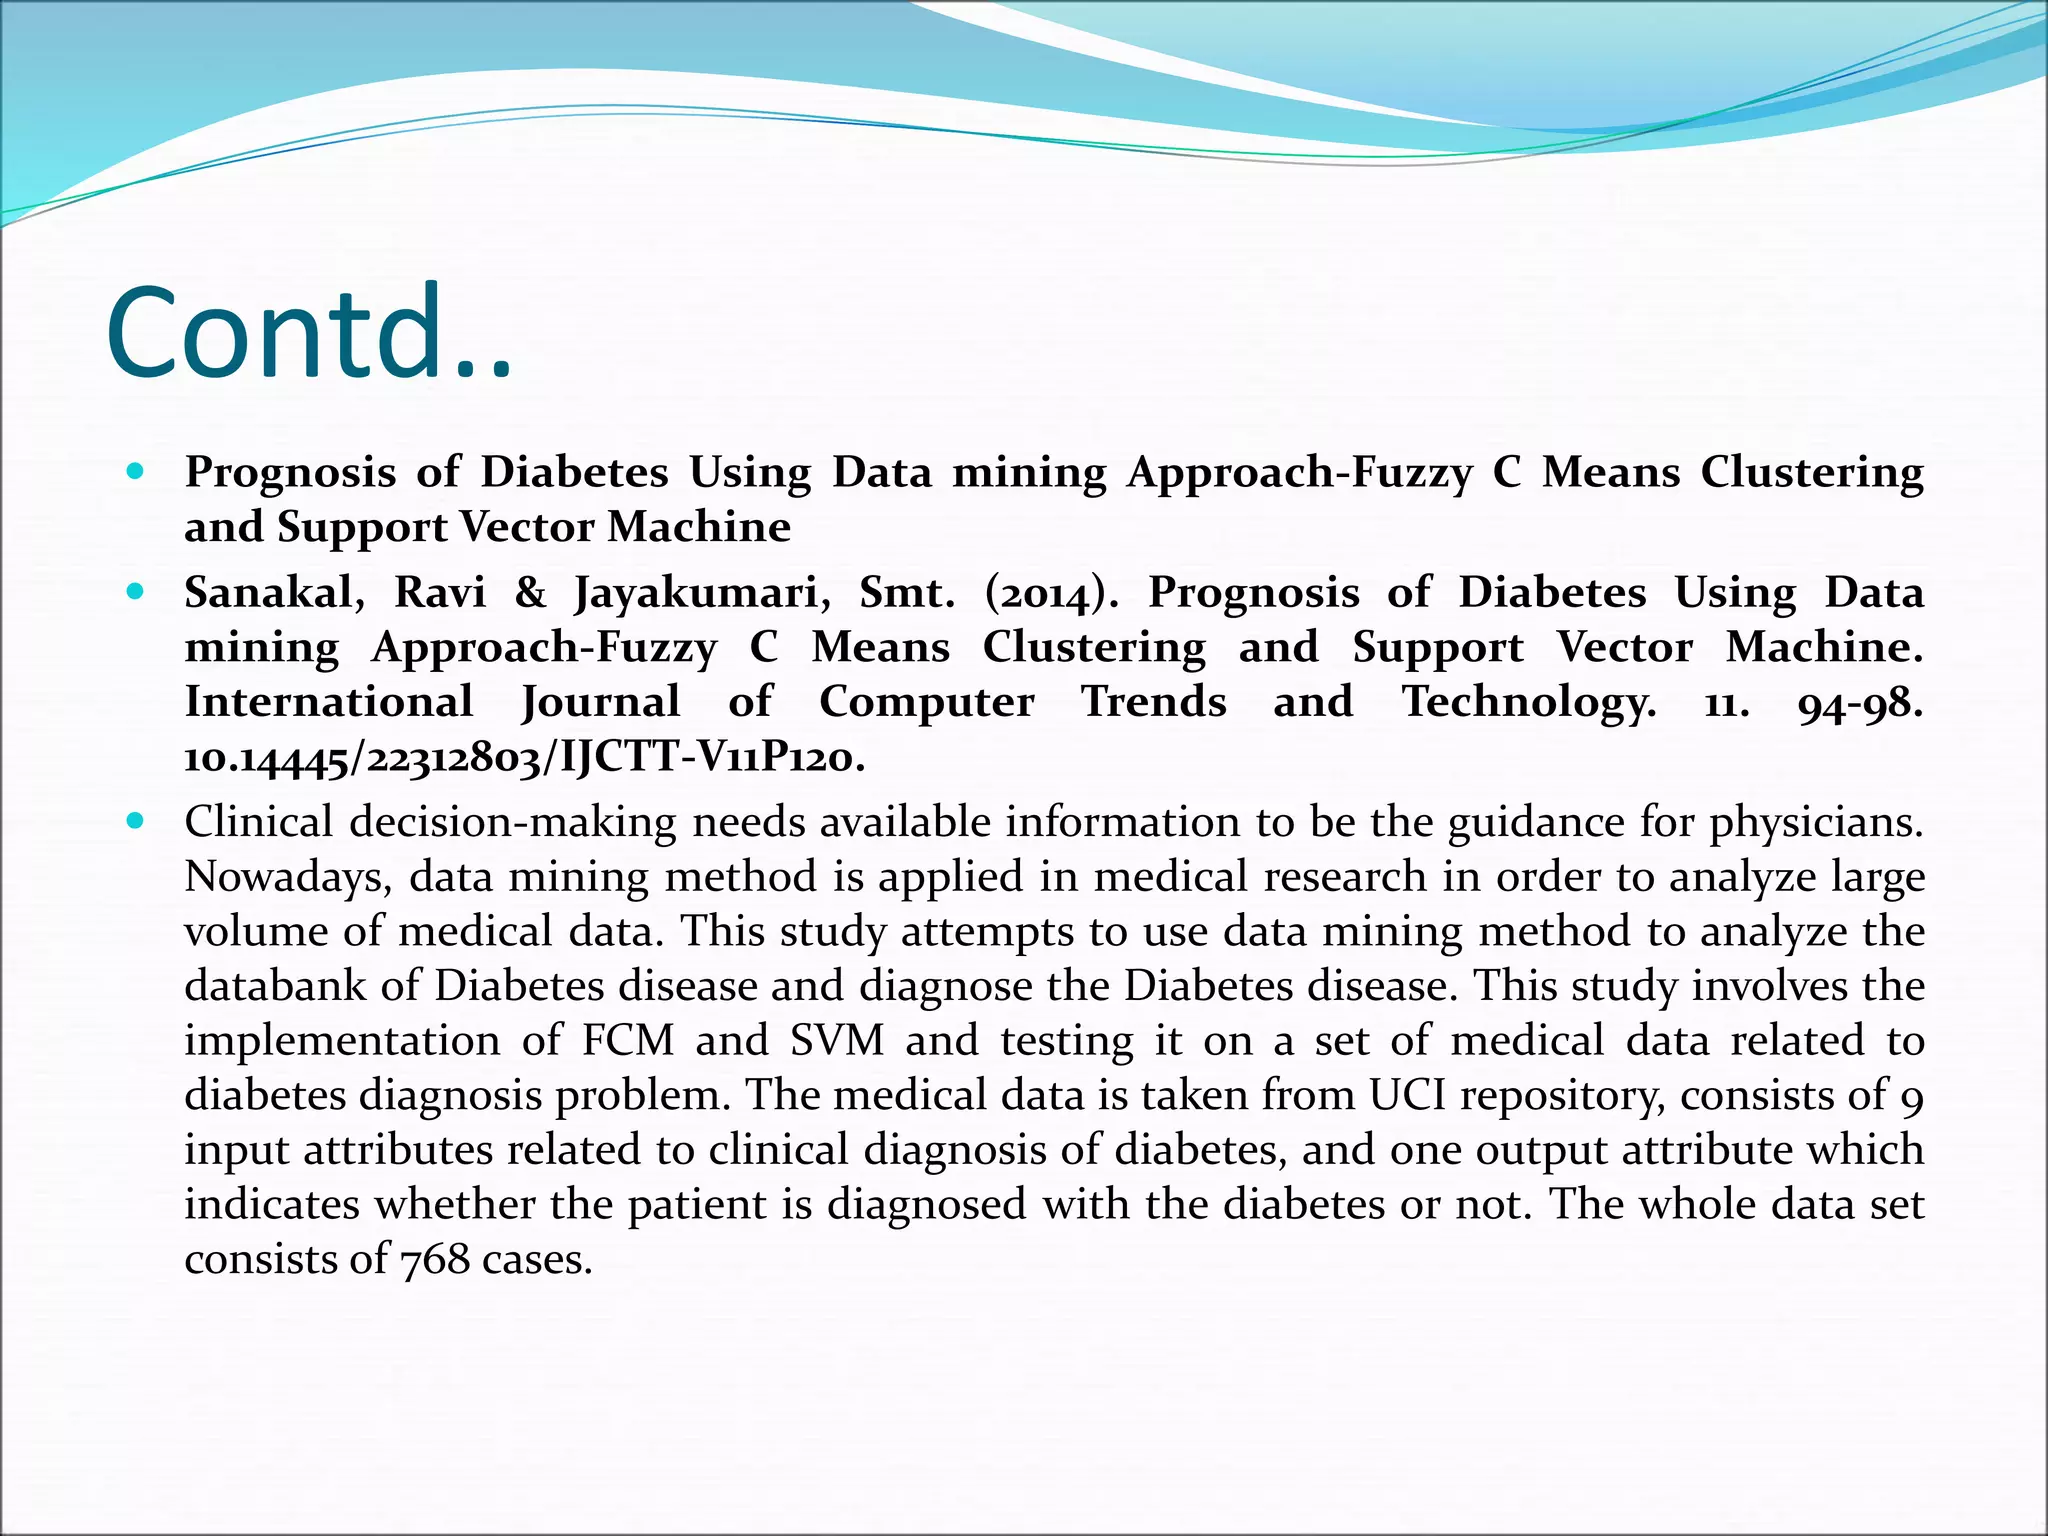 Contd..
• Prognosis of Diabetes Using Data mining Approach-Fuzzy C Means Clustering
and Support Vector Machine
• Sanakal, Ravi & Jayakumari, Smt. (2014). Prognosis of Diabetes Using Data
mining Approach-Fuzzy C Means Clustering and Support Vector Machine.
International Journal of Computer Trends and Technology. 11. 94-98.
10.14445/22312803/IJCTT-V11P120.
• Clinical decision-making needs available information to be the guidance for physicians.
Nowadays, data mining method is applied in medical research in order to analyze large
volume of medical data. This study attempts to use data mining method to analyze the
databank of Diabetes disease and diagnose the Diabetes disease. This study involves the
implementation of FCM and SVM and testing it on a set of medical data related to
diabetes diagnosis problem. The medical data is taken from UCI repository, consists of 9
input attributes related to clinical diagnosis of diabetes, and one output attribute which
indicates whether the patient is diagnosed with the diabetes or not. The whole data set
consists of 768 cases.